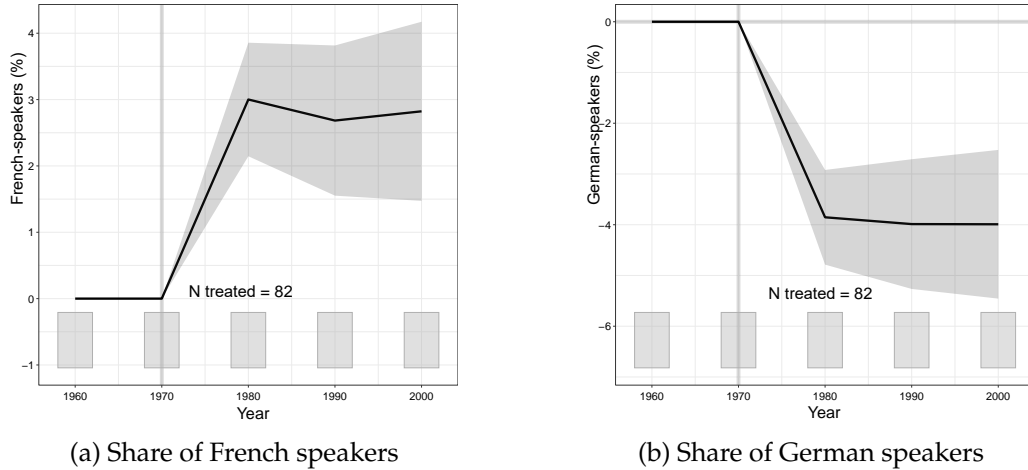 French-speakers (%)
4
3
2
1
0
−1
N treated = 82
1960 1970 1980 1990 2000
Year
(a) Share of French speakers
German-speakers (%)
0
−2
−4
−6
N treated = 82
1960 1970 1980 1990 2000
Year
(b) Share of German speakers